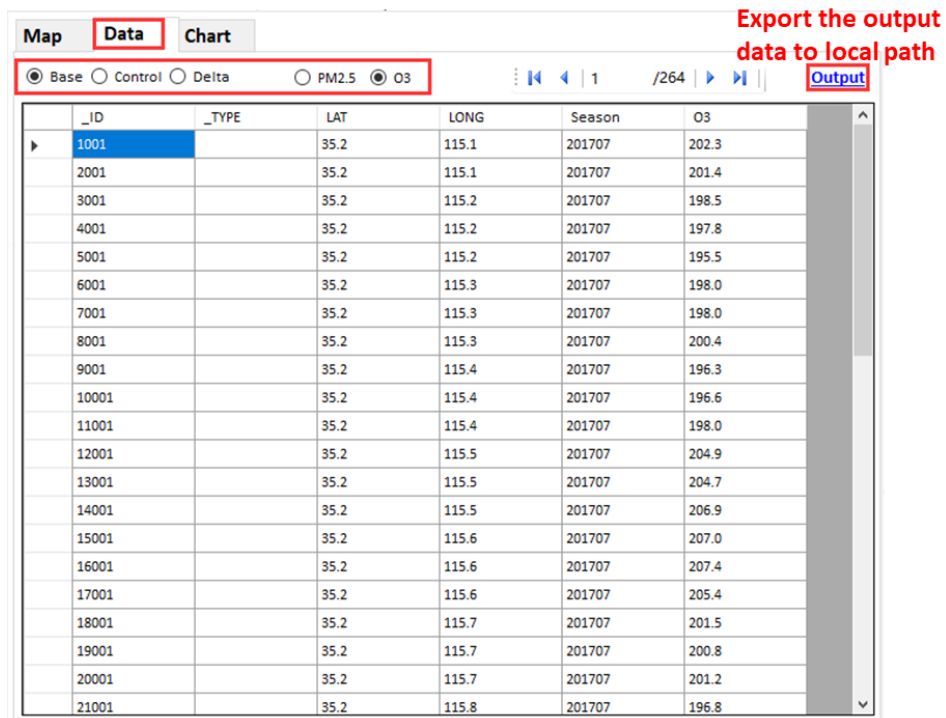 Export the output
data to local path
Map Data Chart
Base Control Delta PM2.5 O3 1 /264 Output
_ID _TYPE LAT LONG Season O3
1001 35.2 115.1 201707 202.3
2001 35.2 115.1 201707 201.4
3001 35.2 115.2 201707 198.5
4001 35.2 115.2 201707 197.8
5001 35.2 115.2 201707 195.5
6001 35.2 115.3 201707 198.0
7001 35.2 115.3 201707 198.0
8001 35.2 115.3 201707 200.4
9001 35.2 115.4 201707 196.3
10001 35.2 115.4 201707 196.6
11001 35.2 115.4 201707 198.0
12001 35.2 115.5 201707 204.9
13001 35.2 115.5 201707 204.7
14001 35.2 115.5 201707 206.9
15001 35.2 115.6 201707 207.0
16001 35.2 115.6 201707 207.4
17001 35.2 115.6 201707 205.4
18001 35.2 115.7 201707 201.5
19001 35.2 115.7 201707 200.8
20001 35.2 115.7 201707 201.2
21001 35.2 115.8 201707 196.8